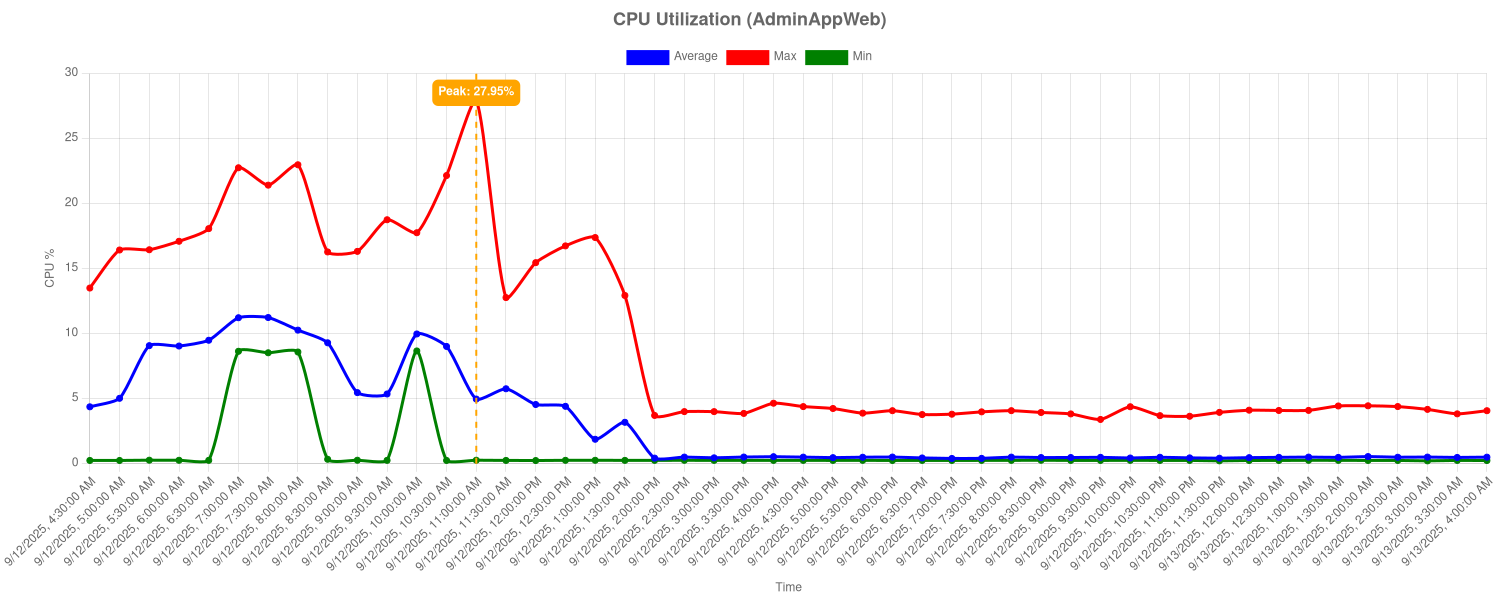 CPU Utilization (AdminAppWeb)
Average Max Min
Peak: 27.95%
30
25
20
15
10
5
0
CPU %
9/12/2025, 4:30:00 AM
9/12/2025, 5:00:00 AM
9/12/2025, 5:30:00 AM
9/12/2025, 6:00:00 AM
9/12/2025, 6:30:00 AM
9/12/2025, 7:00:00 AM
9/12/2025, 7:30:00 AM
9/12/2025, 8:00:00 AM
9/12/2025, 8:30:00 AM
9/12/2025, 9:00:00 AM
9/12/2025, 9:30:00 AM
9/12/2025, 10:00:00 AM
9/12/2025, 10:30:00 AM
9/12/2025, 11:00:00 AM
9/12/2025, 11:30:00 AM
9/12/2025, 12:00:00 PM
9/12/2025, 12:30:00 PM
9/12/2025, 1:00:00 PM
9/12/2025, 1:30:00 PM
9/12/2025, 2:00:00 PM
9/12/2025, 2:30:00 PM
9/12/2025, 3:00:00 PM
9/12/2025, 3:30:00 PM
9/12/2025, 4:00:00 PM
9/12/2025, 4:30:00 PM
9/12/2025, 5:00:00 PM
9/12/2025, 5:30:00 PM
9/12/2025, 6:00:00 PM
9/12/2025, 6:30:00 PM
9/12/2025, 7:00:00 PM
9/12/2025, 7:30:00 PM
9/12/2025, 8:00:00 PM
9/12/2025, 8:30:00 PM
9/12/2025, 9:00:00 PM
9/12/2025, 9:30:00 PM
9/12/2025, 10:00:00 PM
9/12/2025, 10:30:00 PM
9/12/2025, 11:00:00 PM
9/12/2025, 11:30:00 PM
9/13/2025, 12:00:00 AM
9/13/2025, 12:30:00 AM
9/13/2025, 1:00:00 AM
9/13/2025, 1:30:00 AM
9/13/2025, 2:00:00 AM
9/13/2025, 2:30:00 AM
9/13/2025, 3:00:00 AM
9/13/2025, 3:30:00 AM
9/13/2025, 4:00:00 AM
Time